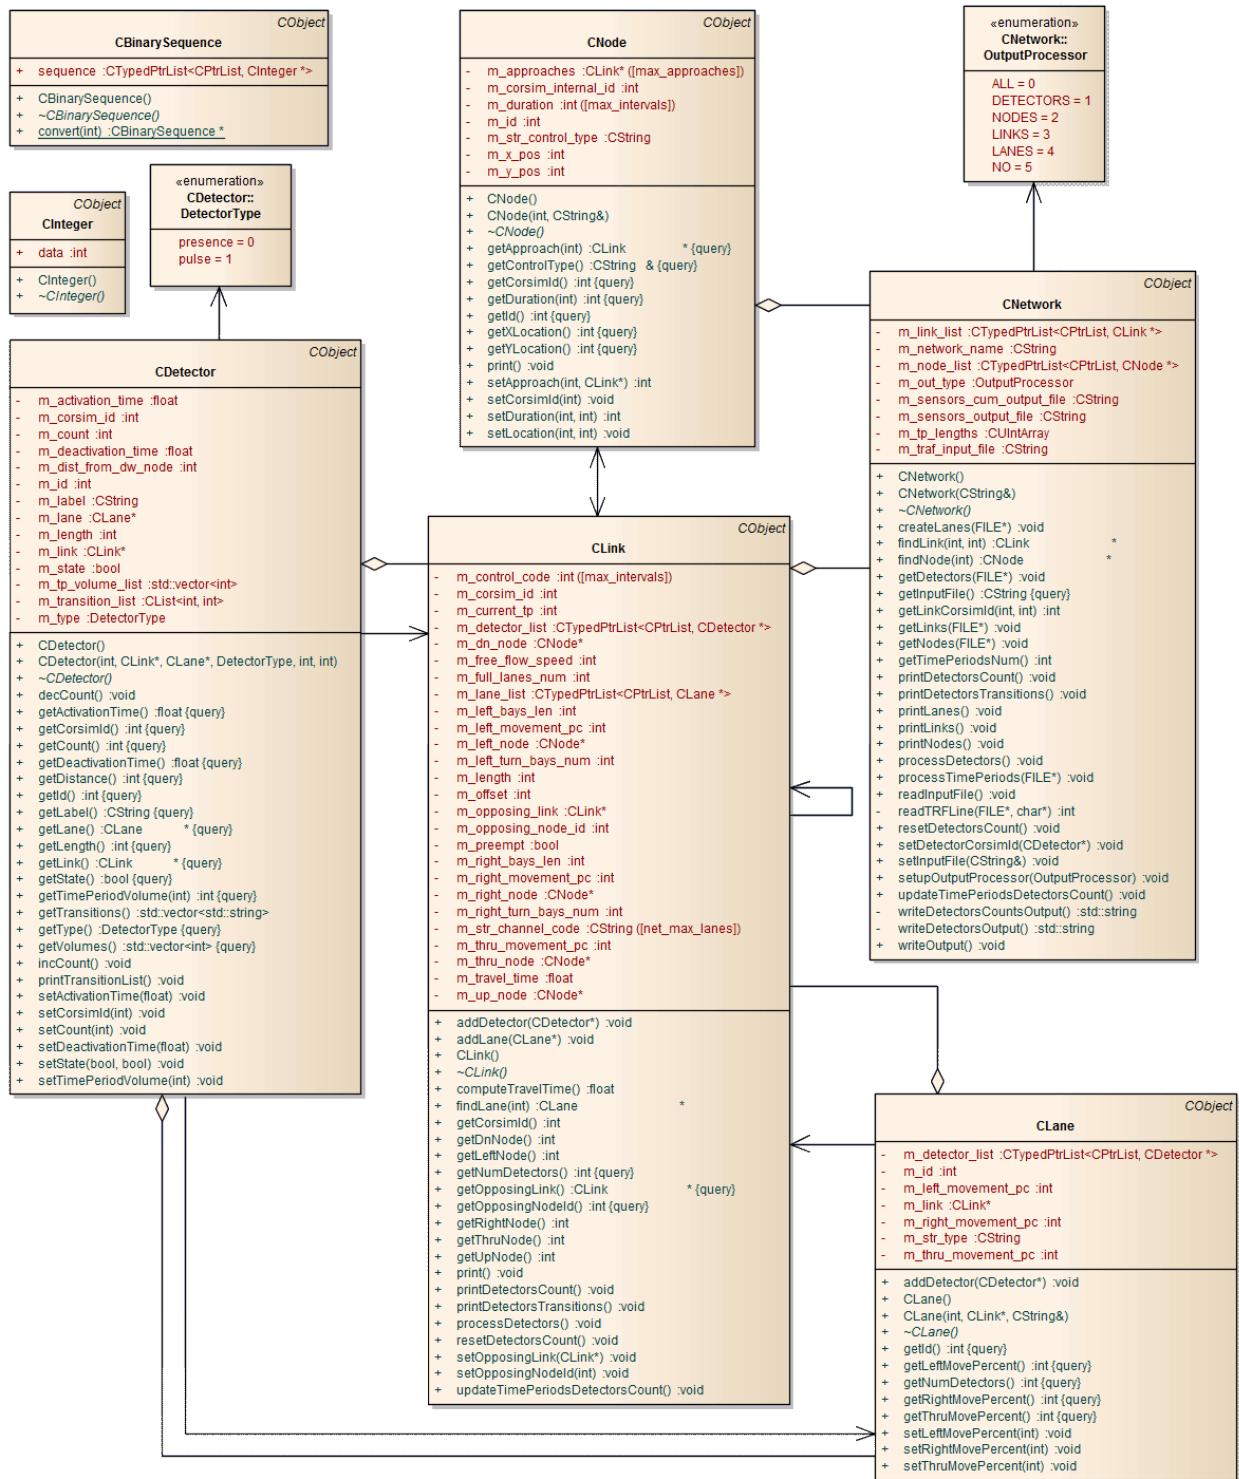 CObject
CBinarySequence
+ sequence :CTypedPtrList<CPtrList, CInteger *>
+ CBinarySequence()
+ ~CBinarySequence()
+ convert(int) :CBinarySequence *
CObject
CInteger
+ data :int
+ CInteger()
+ ~CInteger()
«enumeration»
CDetector::
DetectorType
presence = 0
pulse = 1
CObject
CNode
- m_approaches :CLink* ([max_approaches])
- m_corsim_internal_id :int
- m_duration :int ([max_intervals])
- m_id :int
- m_str_control_type :CString
- m_x_pos :int
- m_y_pos :int
+ CNode()
+ CNode(int, CString&)
+ ~CNode()
+ getApproach(int) :CLink * {query}
+ getControlType() :CString & {query}
+ getCorsimId() :int {query}
+ getDuration(int) :int {query}
+ getId() :int {query}
+ getXLocation() :int {query}
+ getYLocation() :int {query}
+ print() :void
+ setApproach(int, CLink*) :int
+ setCorsimId(int) :void
+ setDuration(int, int) :int
+ setLocation(int, int) :void
«enumeration»
CNetwork::
OutputProcessor
ALL = 0
DETECTORS = 1
NODES = 2
LINKS = 3
LANES = 4
NO = 5
CObject
CNetwork
- m_link_list :CTypedPtrList<CPtrList, CLink *>
- m_network_name :CString
- m_node_list :CTypedPtrList<CPtrList, CNode *>
- m_out_type :OutputProcessor
- m_sensors_cum_output_file :CString
- m_sensors_output_file :CString
- m_tp_lengths :CUIntArray
- m_traf_input_file :CString
+ CNetwork()
+ CNetwork(CString&)
+ ~CNetwork()
+ createLanes(FILE*) :void
+ findLink(int, int) :CLink *
+ findNode(int) :CNode *
+ getDetectors(FILE*) :void
+ getInputFile() :CString {query}
+ getLinkCorsimId(int, int) :int
+ getLinks(FILE*) :void
+ getNodes(FILE*) :void
+ getTimePeriodsNum() :int
+ printDetectorsCount() :void
+ printDetectorsTransitions() :void
+ printLanes() :void
+ printLinks() :void
+ printNodes() :void
+ processDetectors() :void
+ processTimePeriods(FILE*) :void
+ readInputFile() :void
- readTRFLine(FILE*, char*) :int
+ resetDetectorsCount() :void
+ setDetectorCorsimId(CDetector*) :void
+ setInputFile(CString&) :void
+ setupOutputProcessor(OutputProcessor) :void
+ updateTimePeriodsDetectorsCount() :void
- writeDetectorsCountsOutput() :std::string
- writeDetectorsOutput() :std::string
+ writeOutput() :void
CObject
CDetector
- m_activation_time :float
- m_corsim_id :int
- m_count :int
- m_deactivation_time :float
- m_dist_from_dw_node :int
- m_id :int
- m_label :CString
- m_lane :CLane*
- m_length :int
- m_link :CLink*
- m_state :bool
- m_tp_volume_list :std::vector<int>
- m_transition_list :CList<int, int>
- m_type :DetectorType
+ CDetector()
+ CDetector(int, CLink*, CLane*, DetectorType, int, int)
+ ~CDetector()
+ decCount() :void
+ getActivationTime() :float {query}
+ getCorsimId() :int {query}
+ getCount() :int {query}
+ getDeactivationTime() :float {query}
+ getDistance() :int {query}
+ getId() :int {query}
+ getLabel() :CString {query}
+ getLane() :CLane * {query}
+ getLength() :int {query}
+ getLink() :CLink * {query}
+ getState() :bool {query}
+ getTimePeriodVolume(int) :int {query}
+ getTransitions() :std::vector<std::string>
+ getType() :DetectorType {query}
+ getVolumes() :std::vector<int> {query}
+ incCount() :void
+ printTransitionList() :void
+ setActivationTime(float) :void
+ setCorsimId(int) :void
+ setCount(int) :void
+ setDeactivationTime(float) :void
+ setState(bool, bool) :void
+ setTimePeriodVolume(int) :void
CObject
CLink
- m_control_code :int ([max_intervals])
- m_corsim_id :int
- m_current_tp :int
- m_detector_list :CTypedPtrList<CPtrList, CDetector *>
- m_dn_node :CNode*
- m_free_flow_speed :int
- m_full_lanes_num :int
- m_lane_list :CTypedPtrList<CPtrList, CLane *>
- m_left_bays_len :int
- m_left_movement_pc :int
- m_left_node :CNode*
- m_left_turn_bays_num :int
- m_length :int
- m_offset :int
- m_opposing_link :CLink*
- m_opposing_node_id :int
- m_preempt :bool
- m_right_bays_len :int
- m_right_movement_pc :int
- m_right_node :CNode*
- m_right_turn_bays_num :int
- m_str_channel_code :CString ([net_max_lanes])
- m_thru_movement_pc :int
- m_thru_node :CNode*
- m_travel_time :float
- m_up_node :CNode*
+ addDetector(CDetector*) :void
+ addLane(CLane*) :void
+ CLink()
+ ~CLink()
+ computeTravelTime() :float
+ findLane(int) :CLane *
+ getCorsimId() :int
+ getDnNode() :int
+ getLeftNode() :int
+ getNumDetectors() :int {query}
+ getOpposingLink() :CLink * {query}
+ getOpposingNodeId() :int {query}
+ getRightNode() :int
+ getThruNode() :int
+ getUpNode() :int
+ print() :void
+ printDetectorsCount() :void
+ printDetectorsTransitions() :void
+ processDetectors() :void
+ resetDetectorsCount() :void
+ setOpposingLink(CLink*) :void
+ setOpposingNodeId(int) :void
+ updateTimePeriodsDetectorsCount() :void
CObject
CLane
- m_detector_list :CTypedPtrList<CPtrList, CDetector *>
- m_id :int
- m_left_movement_pc :int
- m_link :CLink*
- m_right_movement_pc :int
- m_str_type :CString
- m_thru_movement_pc :int
+ addDetector(CDetector*) :void
+ CLane()
+ CLane(int, CLink*, CString&)
+ ~CLane()
+ getId() :int {query}
+ getLeftMovePercent() :int {query}
+ getNumDetectors() :int {query}
+ getRightMovePercent() :int {query}
+ getThruMovePercent() :int {query}
+ setLeftMovePercent(int) :void
+ setRightMovePercent(int) :void
+ setThruMovePercent(int) :void